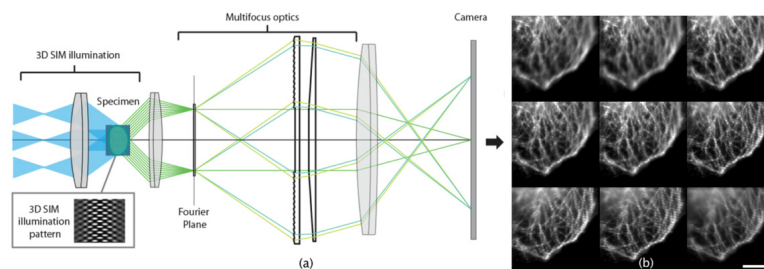 Multifocus optics
Camera
3D SIM illumination
Specimen
3D SIM
illumination
pattern
Fourier
Plane
(a)
(b)